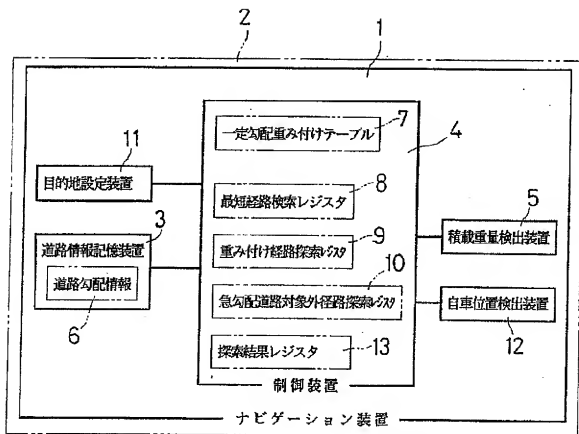 2
1
一定勾配重み付けテーブル
7
4
11
目的地設定装置
8
最短経路検索レジスタ
5
積載重量検出装置
3
道路情報記憶装置
9
重み付け経路探索レジスタ
道路勾配情報
6
10
急勾配道路対象外径路探索レジスタ
自車位置検出装置
12
探索結果レジスタ
13
制御装置
ナビゲーション装置